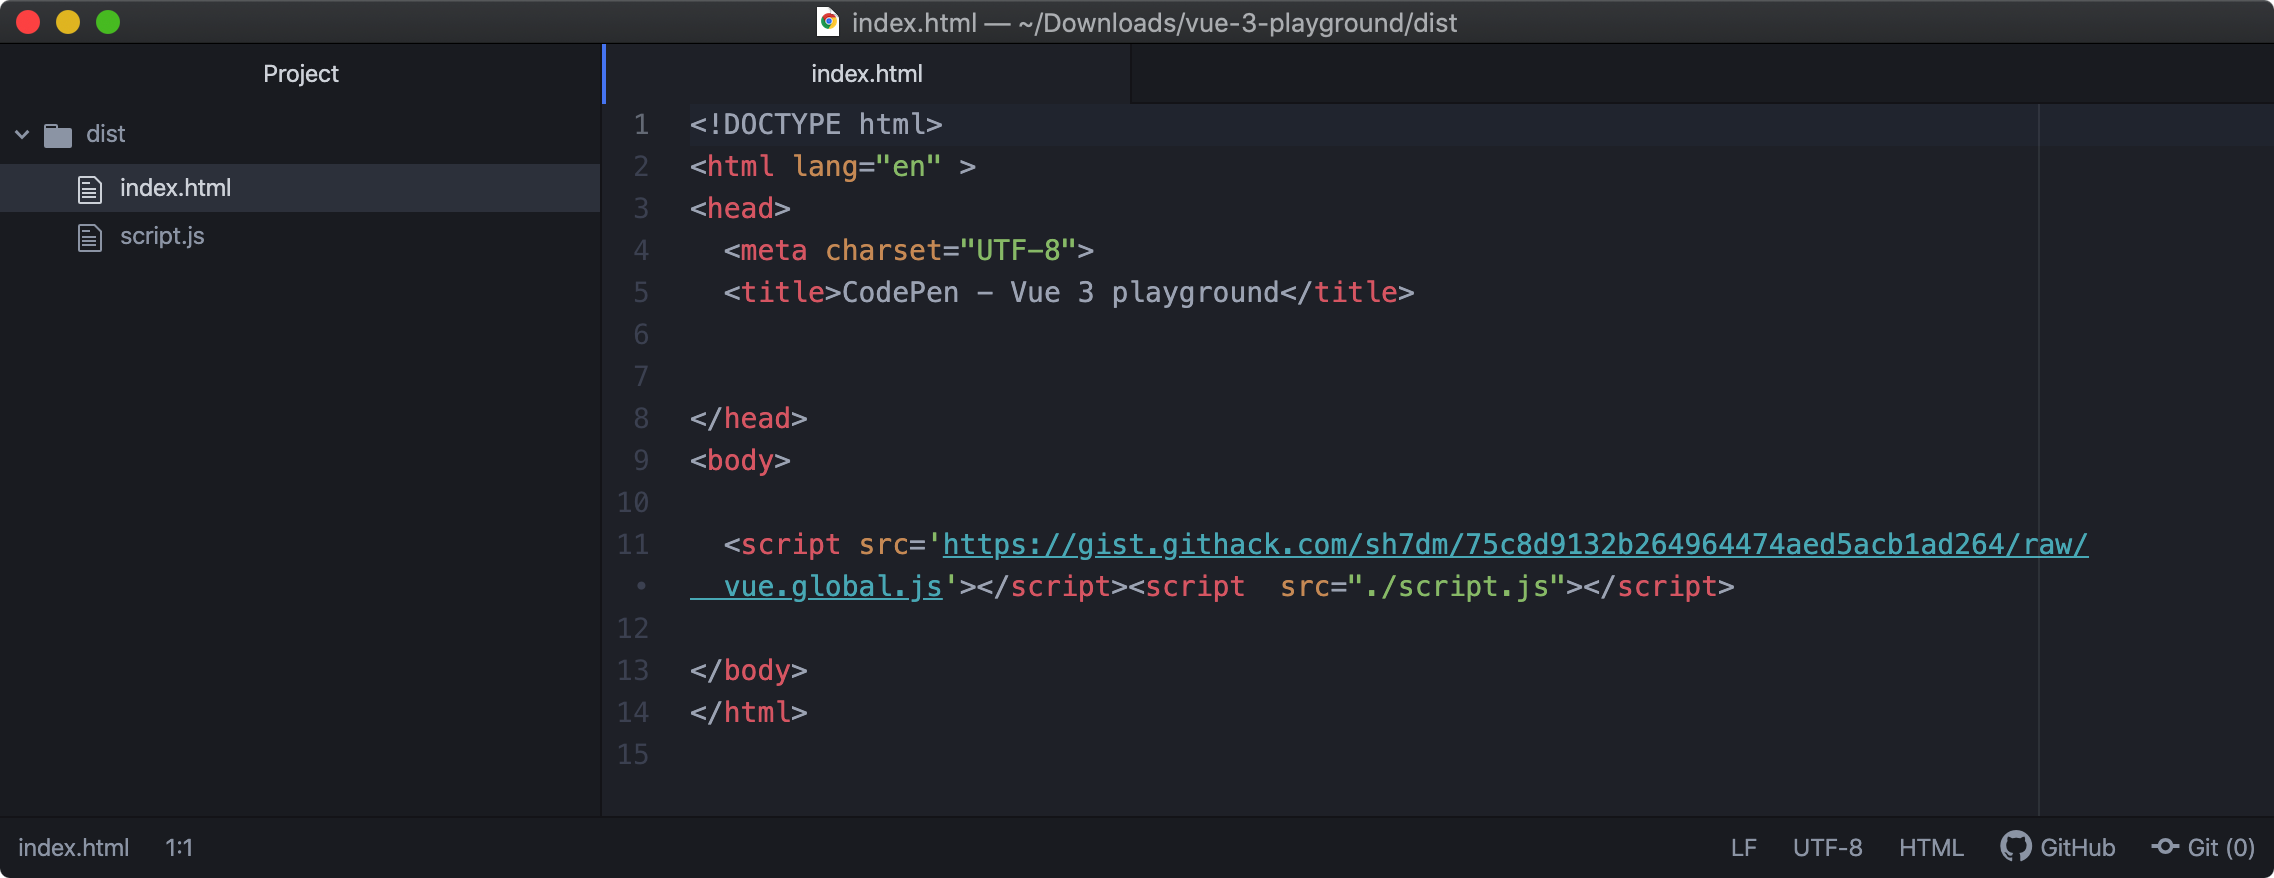 index.html — ~/Downloads/vue-3-playground/dist
Project
dist
index.html
script.js
index.html
1 <!DOCTYPE html>
2 <html lang="en" >
3 <head>
4   <meta charset="UTF-8">
5   <title>CodePen - Vue 3 playground</title>
6
7
8 </head>
9 <body>
10
11   <script src='https://gist.githack.com/sh7dm/75c8d9132b264964474aed5acb1ad264/raw/
•   vue.global.js'></script><script  src="./script.js"></script>
12
13 </body>
14 </html>
15
index.html 1:1 LF UTF-8 HTML GitHub Git (0)